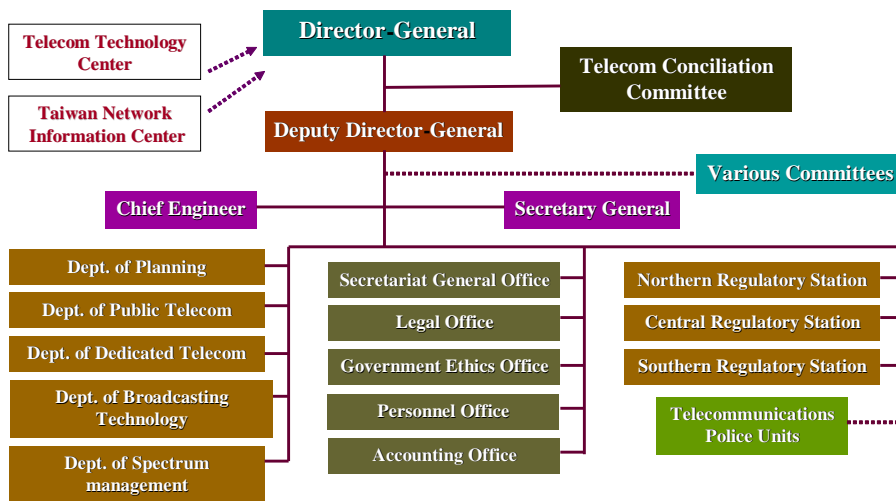 Director-General
Telecom Technology
Center
Telecom Conciliation
Committee
Taiwan Network
Information Center
Deputy Director-General
Various Committees
Chief Engineer
Secretary General
Dept. of Planning
Dept. of Public Telecom
Dept. of Dedicated Telecom
Dept. of Broadcasting
Technology
Dept. of Spectrum
management
Secretariat General Office
Legal Office
Government Ethics Office
Personnel Office
Accounting Office
Northern Regulatory Station
Central Regulatory Station
Southern Regulatory Station
Telecommunications
Police Units